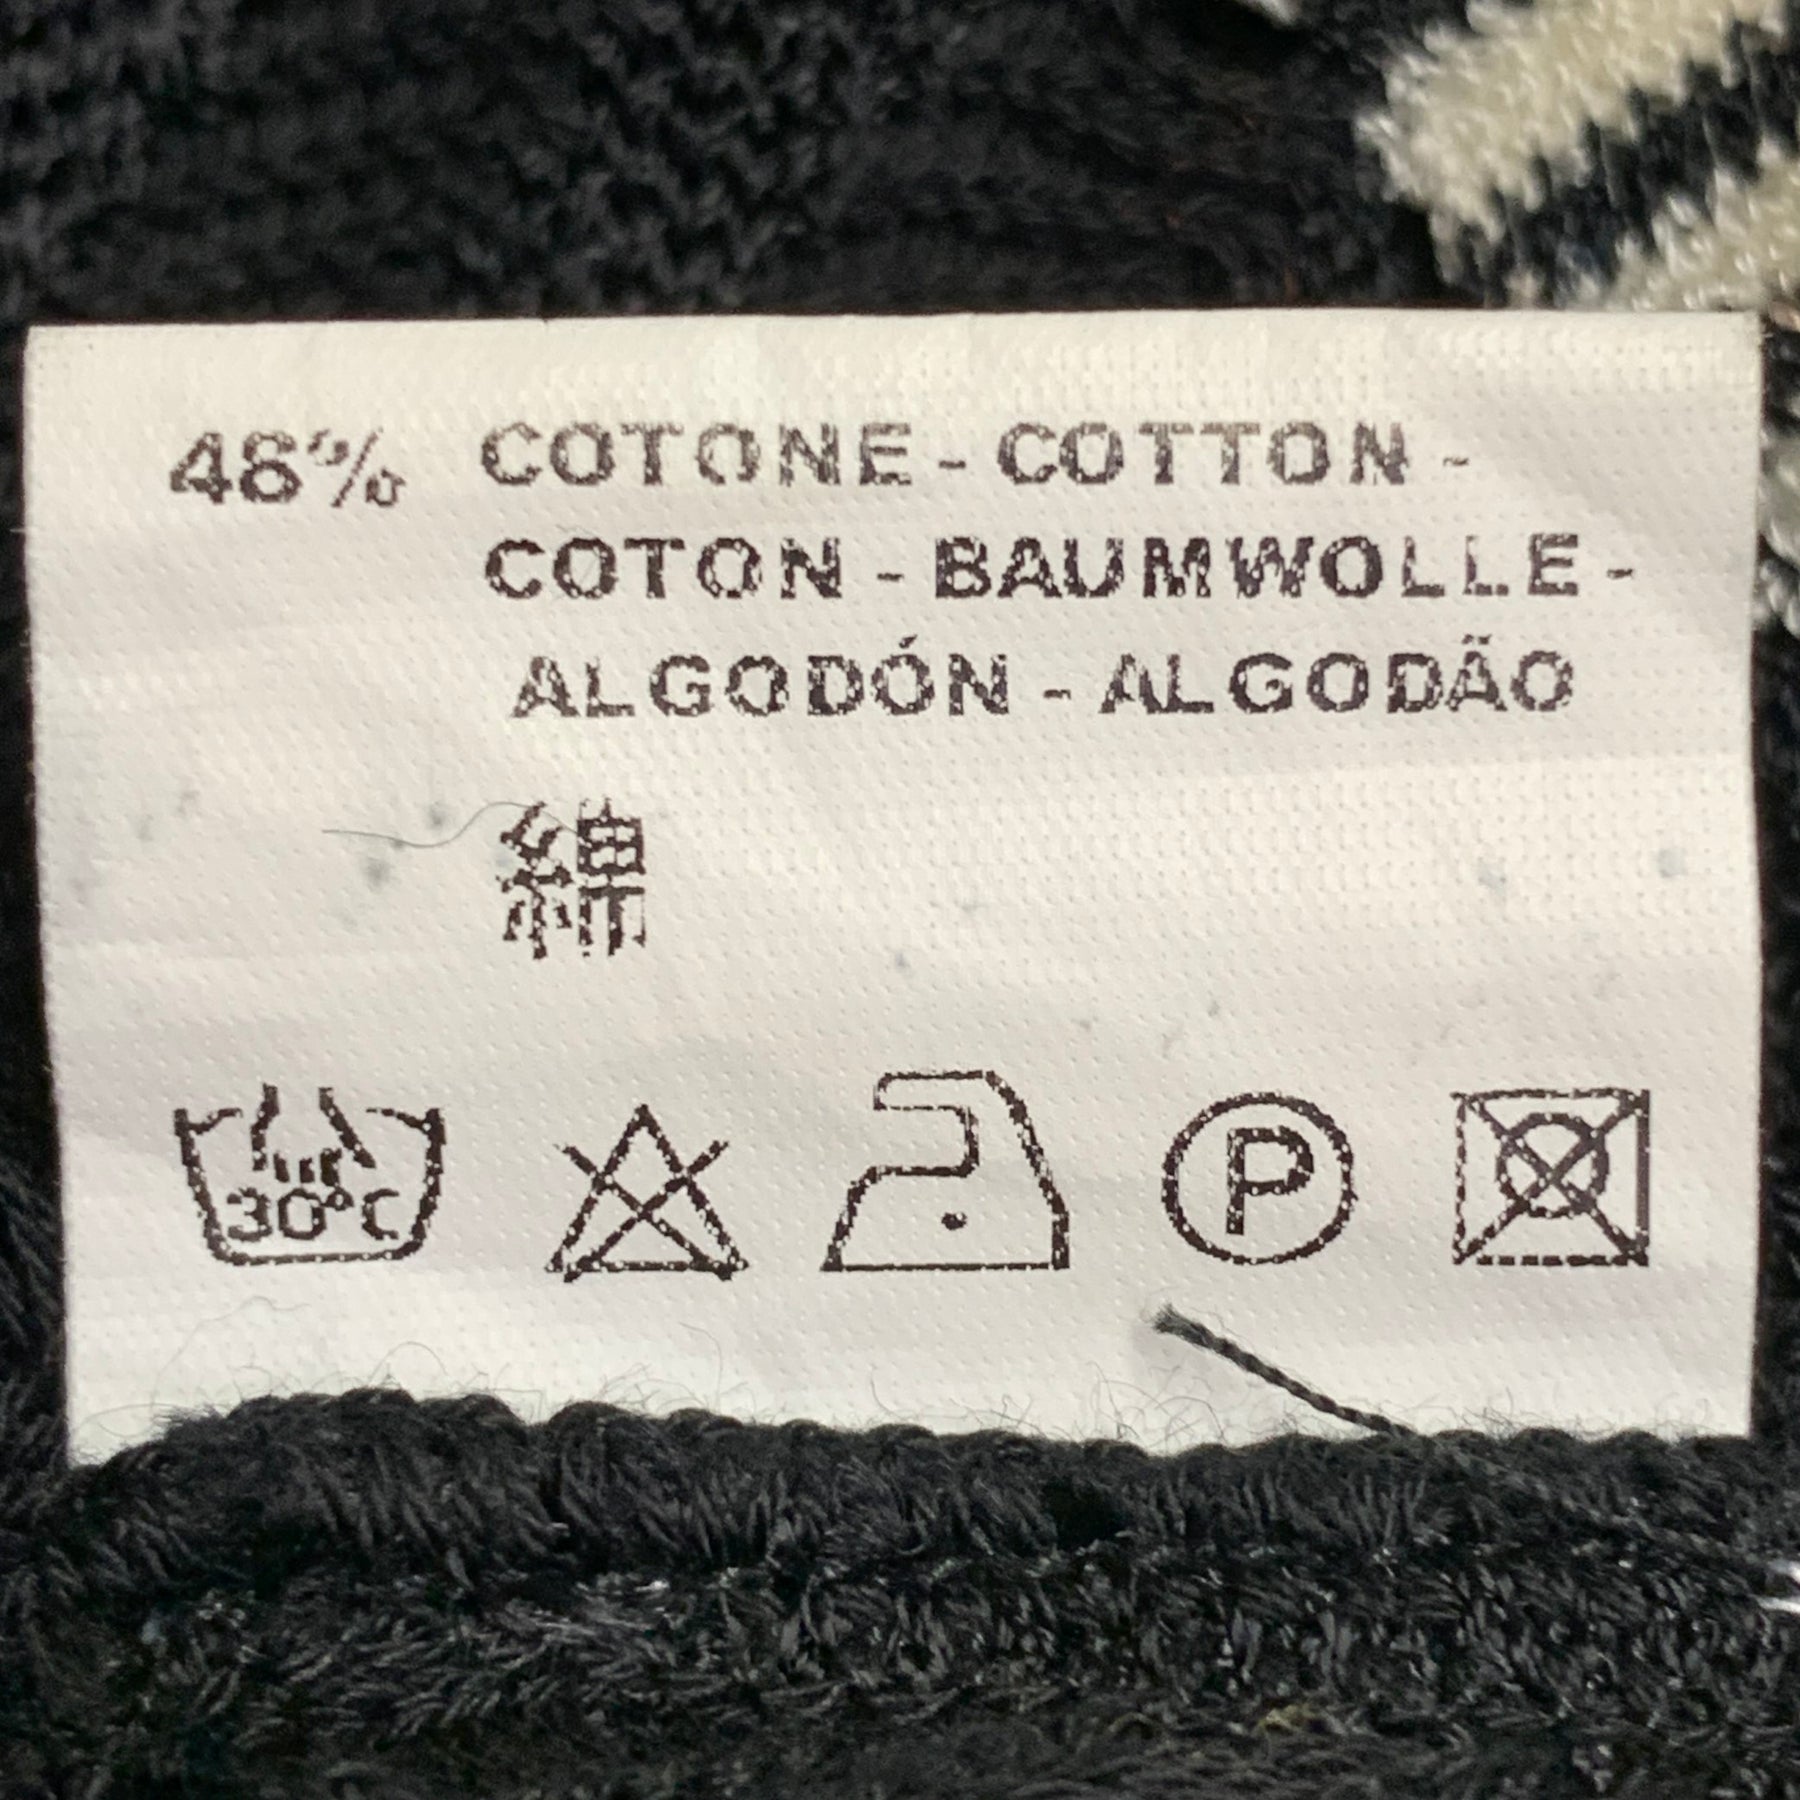 48% COTONE - COTTON -
COTON - BAUMWOLLE -
ALGODÓN - ALGODÃO
綿
30°C
P